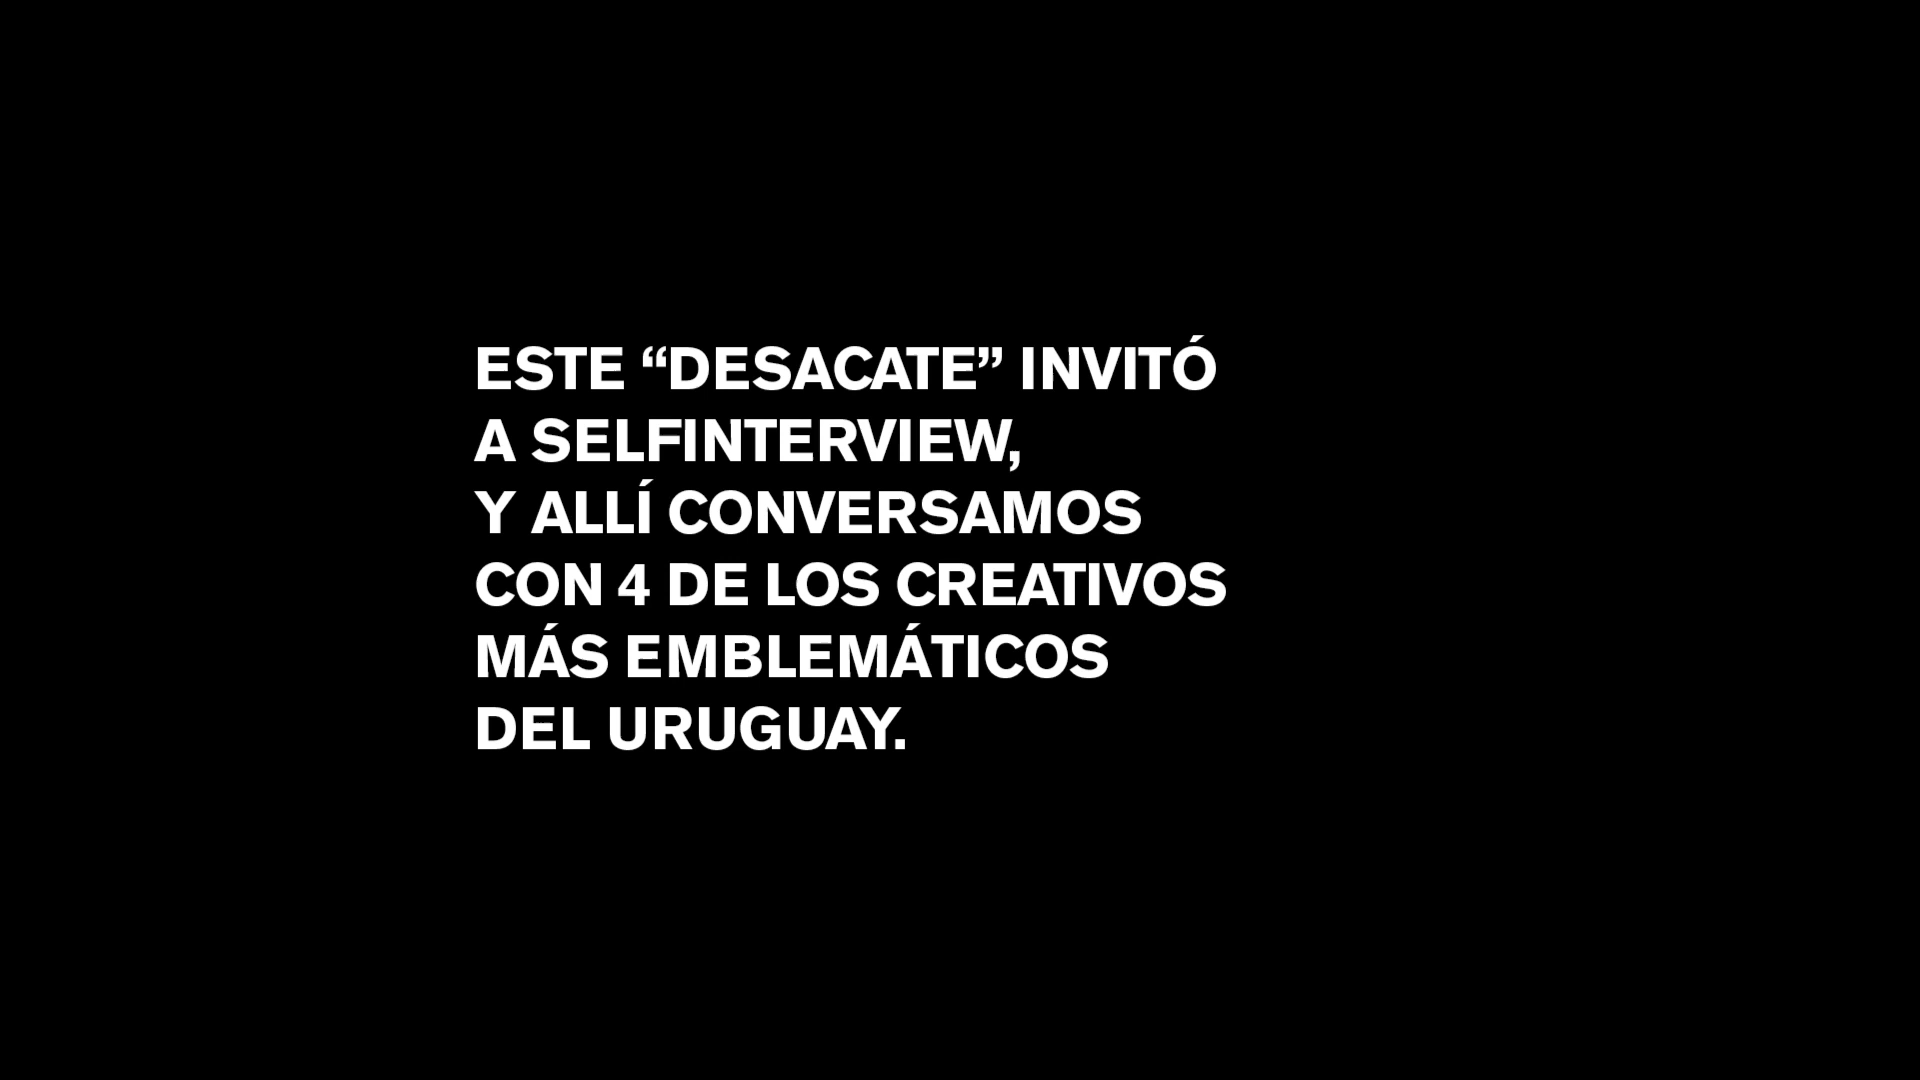 ESTE “DESACATE” INVITÓ
A SELFINTERVIEW,
Y ALLÍ CONVERSAMOS
CON 4 DE LOS CREATIVOS
MÁS EMBLEMÁTICOS
DEL URUGUAY.